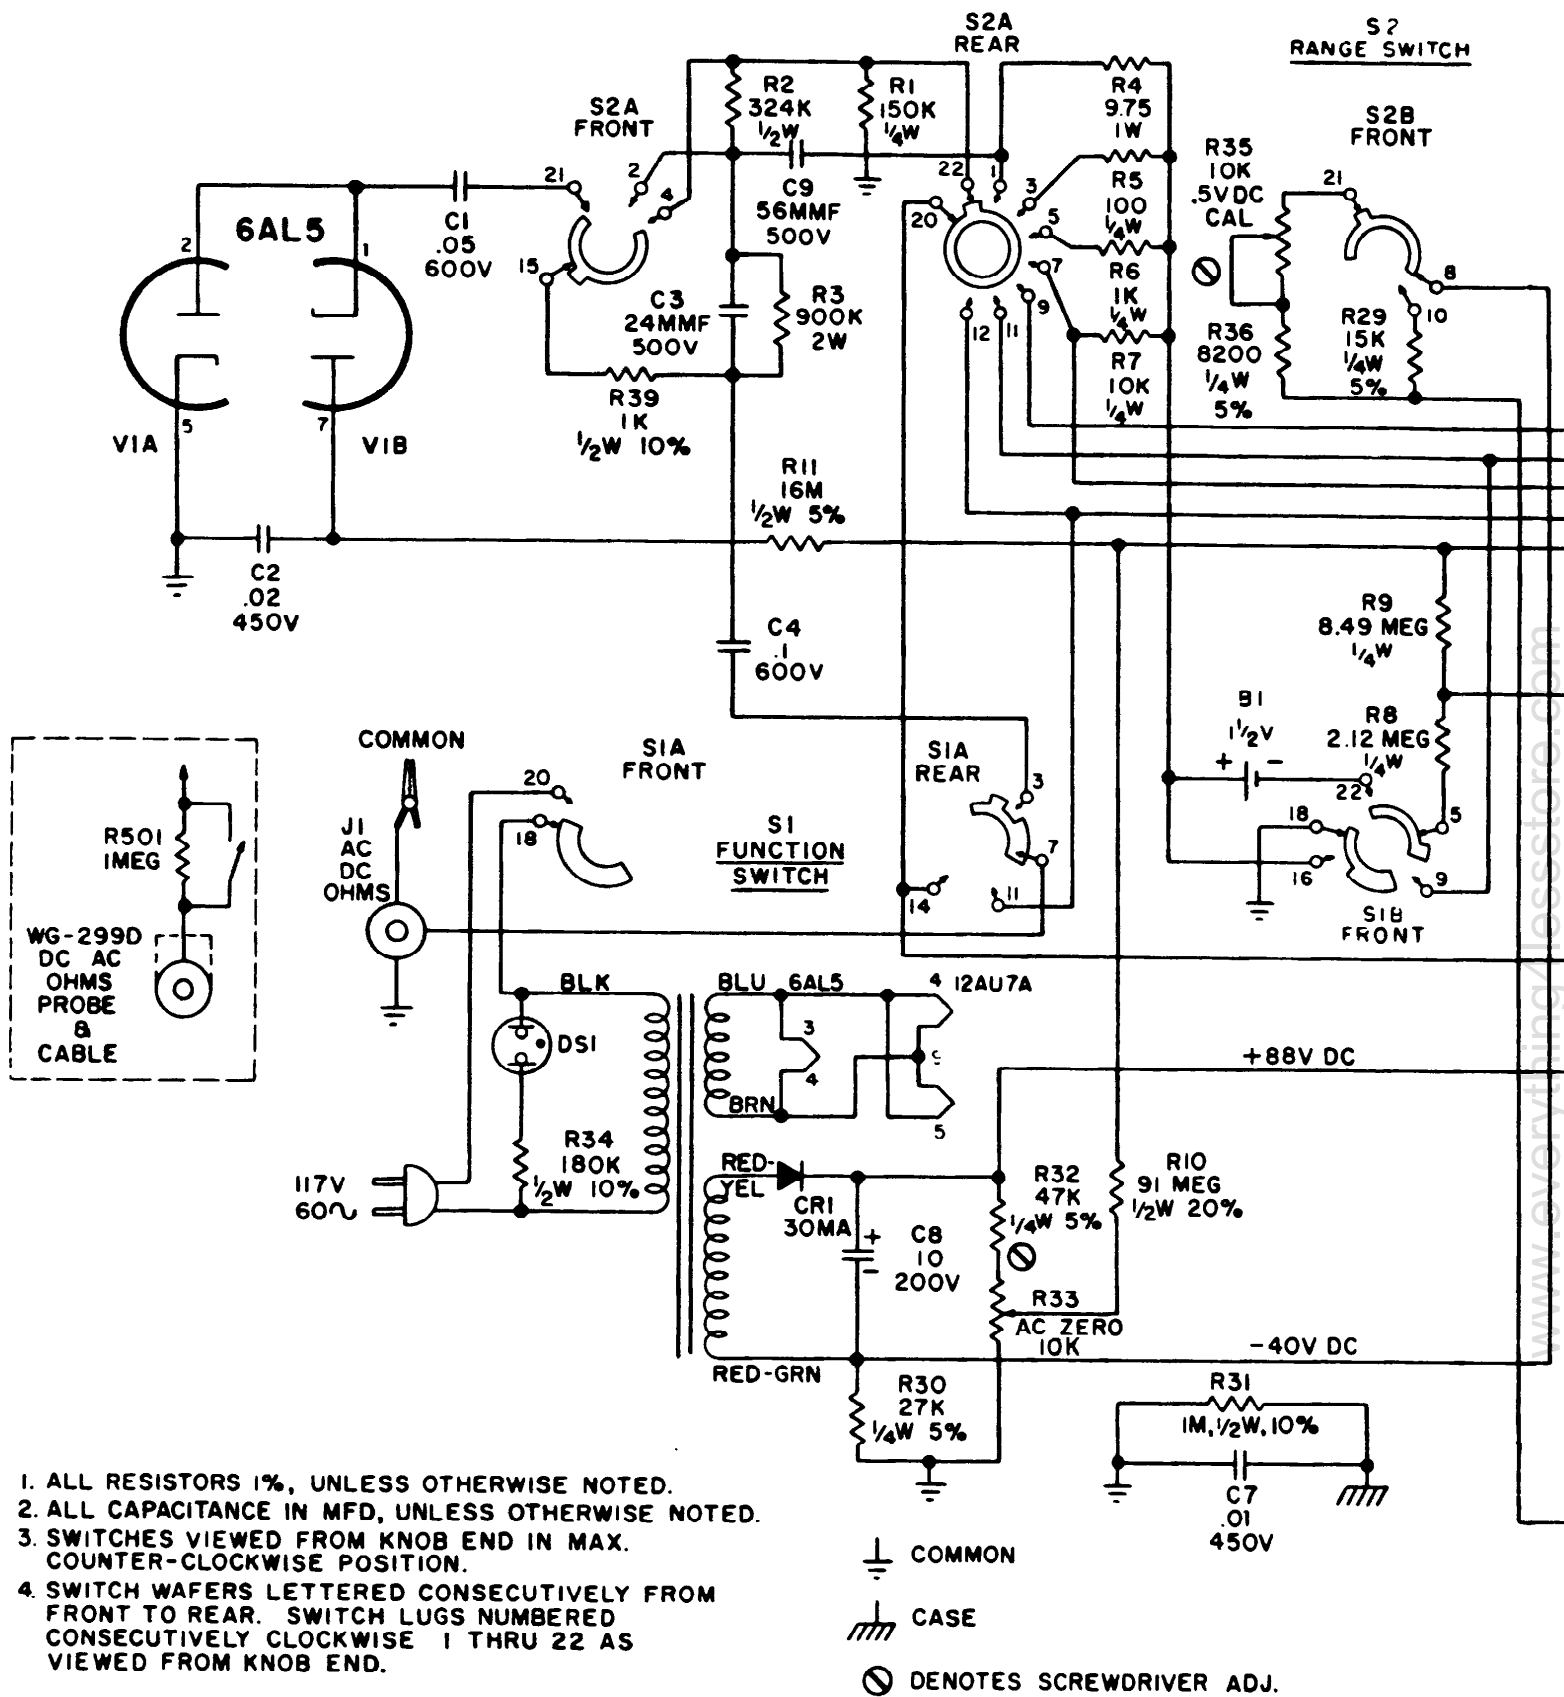 S2A
REAR
S2
RANGE SWITCH
S2A
FRONT
R2
324K
1/2W
R1
150K
1/4W
R4
9.75
1W
S2B
FRONT
21
2
4
22
1
3
20
5
7
9
12
11
R35
10K
.5VDC
CAL
21
8
10
6AL5
2
1
C1
.05
600V
15
C9
56MMF
500V
R5
100
1/4W
R6
1K
1/4W
C3
24MMF
500V
R3
900K
2W
R7
10K
1/4W
R36
8200
1/4W
5%
R29
15K
1/4W
5%
R39
1K
1/2W 10%
5
7
V1A
V1B
R11
16M
1/2W 5%
C2
.02
450V
C4
.1
600V
R9
8.49 MEG
1/4W
B1
1 1/2V
+ -
R8
2.12 MEG
1/4W
22
18
5
16
9
S1B
FRONT
COMMON
S1A
FRONT
S1A
REAR
20
18
3
7
14
11
J1
AC
DC
OHMS
S1
FUNCTION
SWITCH
R501
1MEG
WG-299D
DC AC
OHMS
PROBE
&
CABLE
BLK
BLU
6AL5
4
12AU7A
DS1
3
4
9
5
BRN
+88V DC
R34
180K
1/2W 10%
117V
60∿
RED-
YEL
CR1
30MA
+
-
C8
10
200V
R32
47K
1/4W 5%
R10
91 MEG
1/2W 20%
R33
AC ZERO
10K
-40V DC
RED-GRN
R30
27K
1/4W 5%
R31
1M, 1/2W, 10%
C7
.01
450V
1. ALL RESISTORS 1%, UNLESS OTHERWISE NOTED.
2. ALL CAPACITANCE IN MFD, UNLESS OTHERWISE NOTED.
3. SWITCHES VIEWED FROM KNOB END IN MAX.
COUNTER-CLOCKWISE POSITION.
4. SWITCH WAFERS LETTERED CONSECUTIVELY FROM
FRONT TO REAR. SWITCH LUGS NUMBERED
CONSECUTIVELY CLOCKWISE 1 THRU 22 AS
VIEWED FROM KNOB END.
COMMON
CASE
DENOTES SCREWDRIVER ADJ.
www.everything4lessstore.com